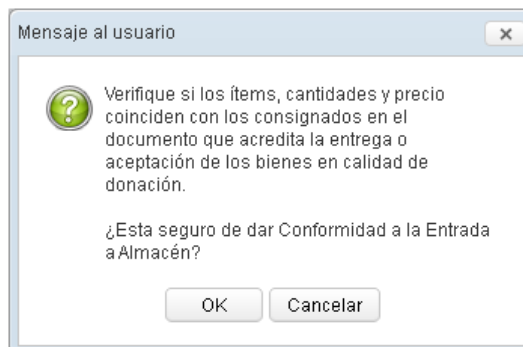 Mensaje al usuario
Verifique si los ítems, cantidades y precio
coinciden con los consignados en el
documento que acredita la entrega o
aceptación de los bienes en calidad de
donación.
¿Esta seguro de dar Conformidad a la Entrada
a Almacén?
OK
Cancelar